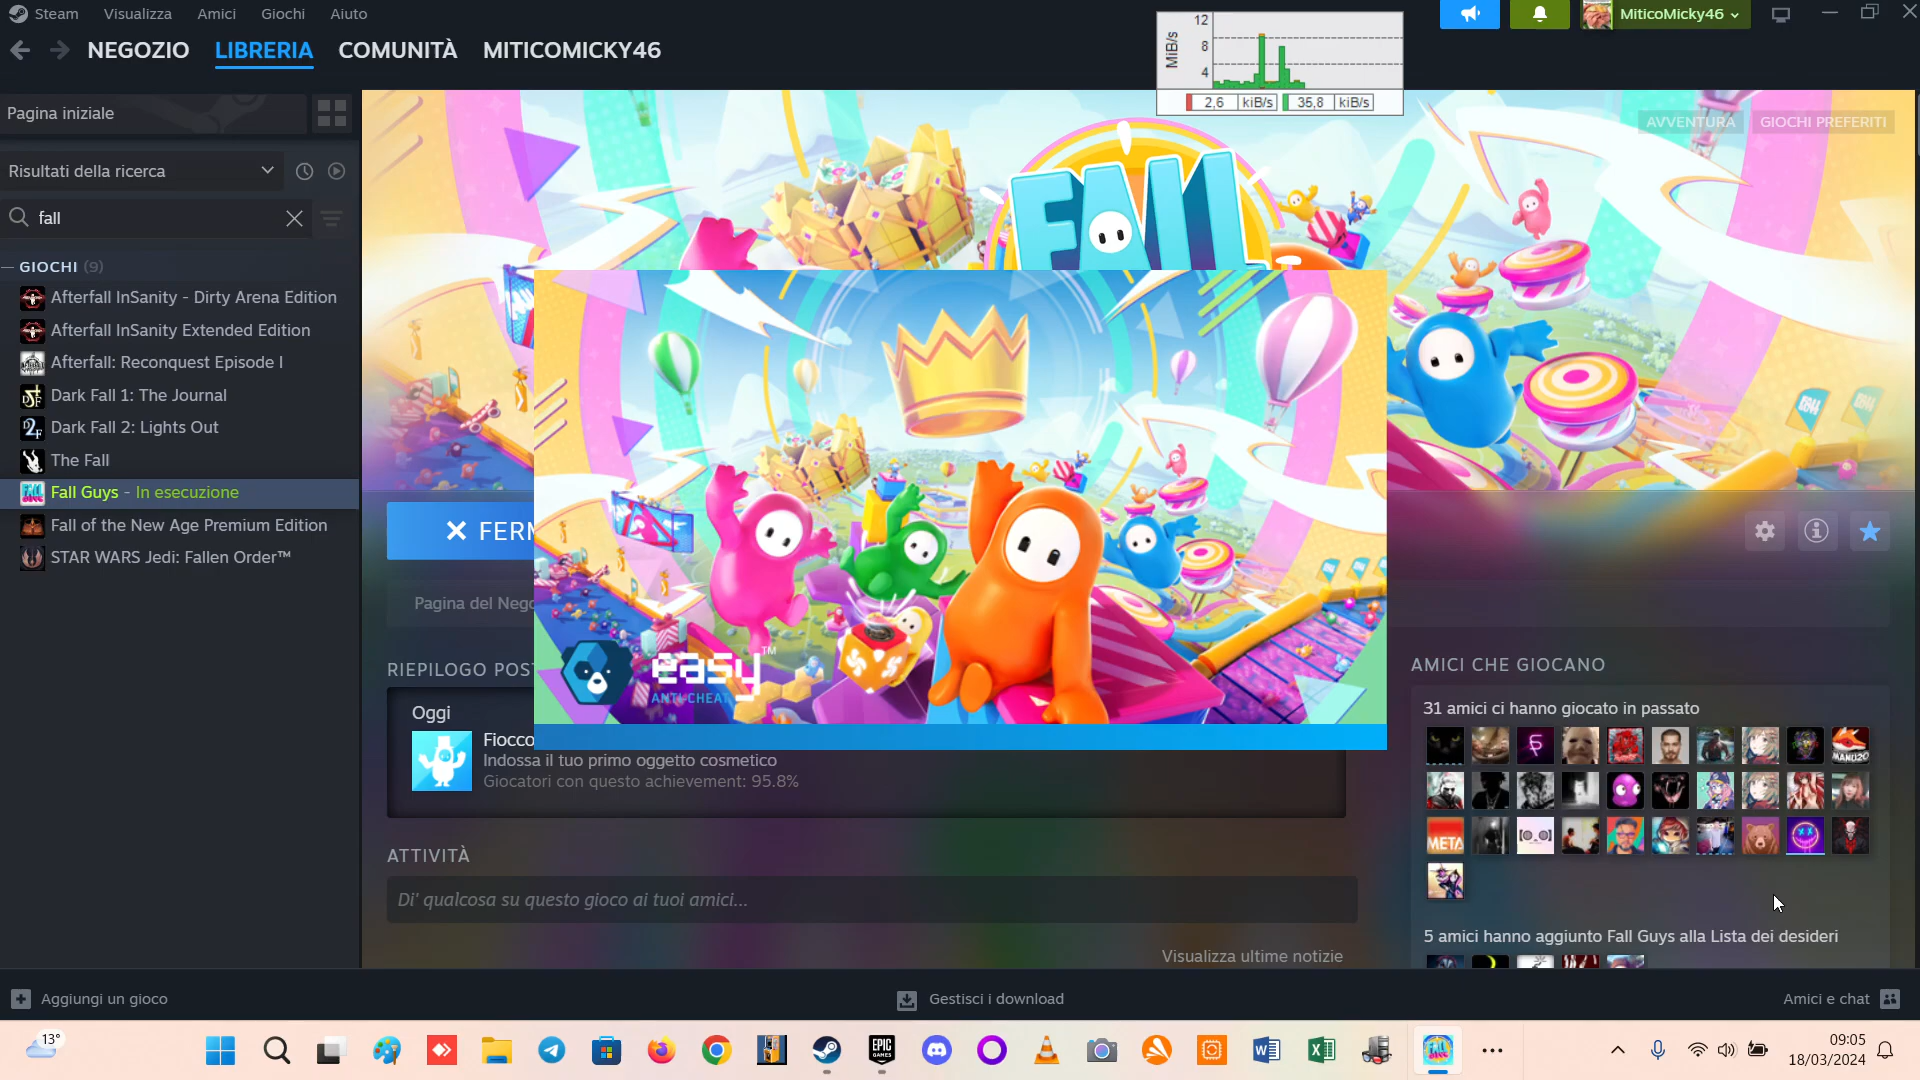 Steam
Visualizza
Amici
Giochi
Aiuto
MiticoMicky46
NEGOZIO
LIBRERIA
COMUNITÀ
MITICOMICKY46
MiB/s
12
8
4
2,6 kiB/s 35,8 kiB/s
Pagina iniziale
AVVENTURA
GIOCHI PREFERITI
Risultati della ricerca
fall
FALL
GIOCHI (9)
Afterfall InSanity - Dirty Arena Edition
Afterfall InSanity Extended Edition
Afterfall: Reconquest Episode I
Dark Fall 1: The Journal
Dark Fall 2: Lights Out
The Fall
Fall Guys - In esecuzione
Fall of the New Age Premium Edition
STAR WARS Jedi: Fallen Order™
FERM
Pagina del Nego
easy™
ANTI-CHEAT
RIEPILOGO POST
Oggi
Fiocco
Indossa il tuo primo oggetto cosmetico
Giocatori con questo achievement: 95.8%
ATTIVITÀ
Di' qualcosa su questo gioco ai tuoi amici...
Visualizza ultime notizie
AMICI CHE GIOCANO
31 amici ci hanno giocato in passato
MANU20
META
5 amici hanno aggiunto Fall Guys alla Lista dei desideri
Aggiungi un gioco
Gestisci i download
Amici e chat
13°
EPIC
GAMES
09:05
18/03/2024